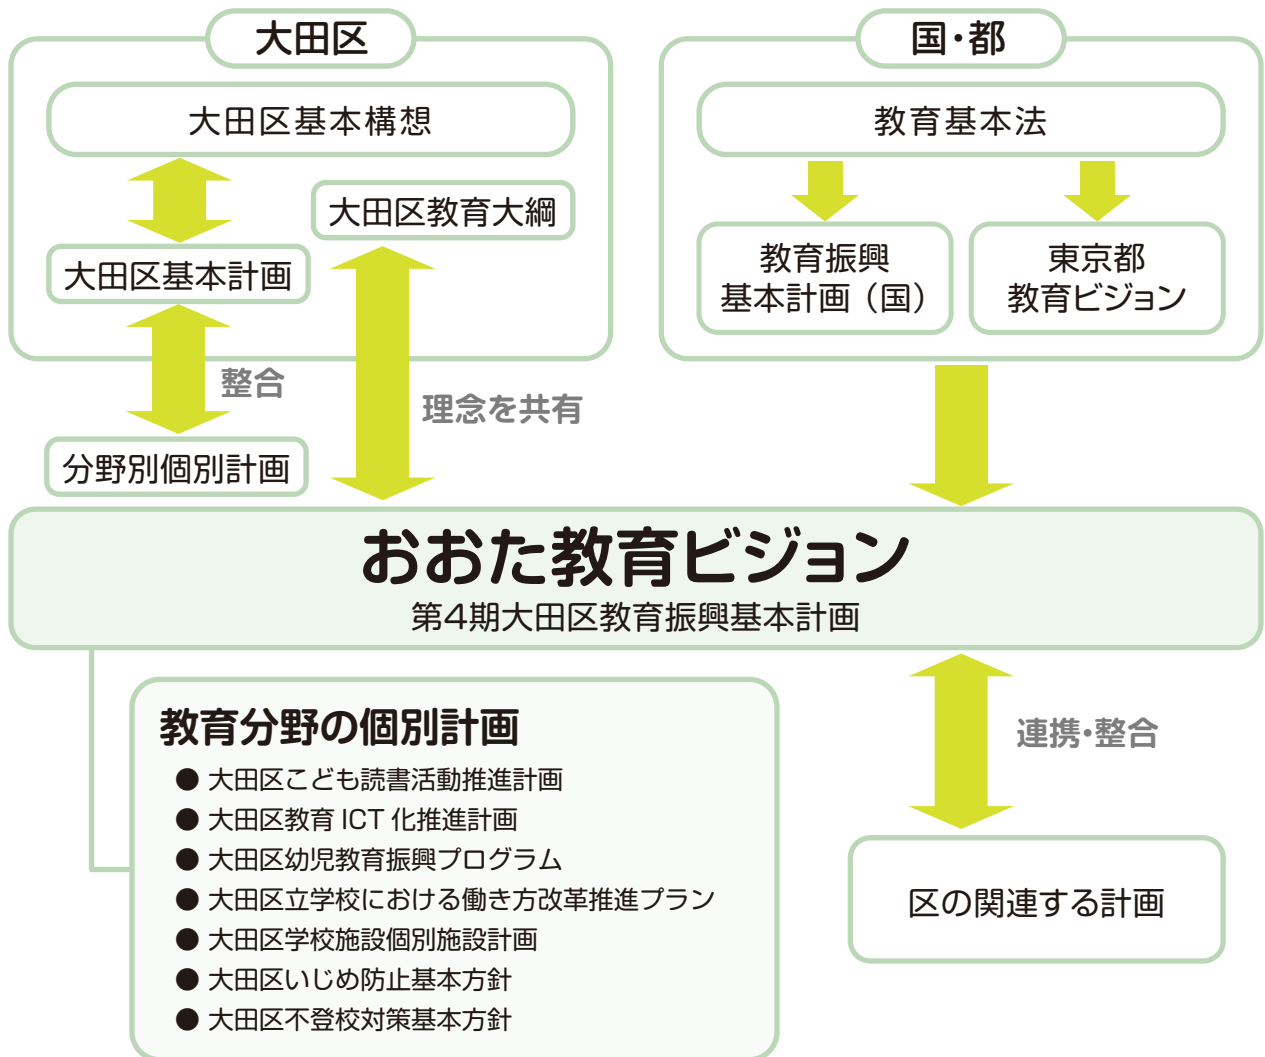 大田区
大田区基本構想
大田区教育大綱
大田区基本計画
整合
理念を共有
分野別個別計画
国・都
教育基本法
教育振興
基本計画（国）
東京都
教育ビジョン
おおた教育ビジョン
第4期大田区教育振興基本計画
教育分野の個別計画
● 大田区こども読書活動推進計画
● 大田区教育 ICT 化推進計画
● 大田区幼児教育振興プログラム
● 大田区立学校における働き方改革推進プラン
● 大田区学校施設個別施設計画
● 大田区いじめ防止基本方針
● 大田区不登校対策基本方針
連携・整合
区の関連する計画